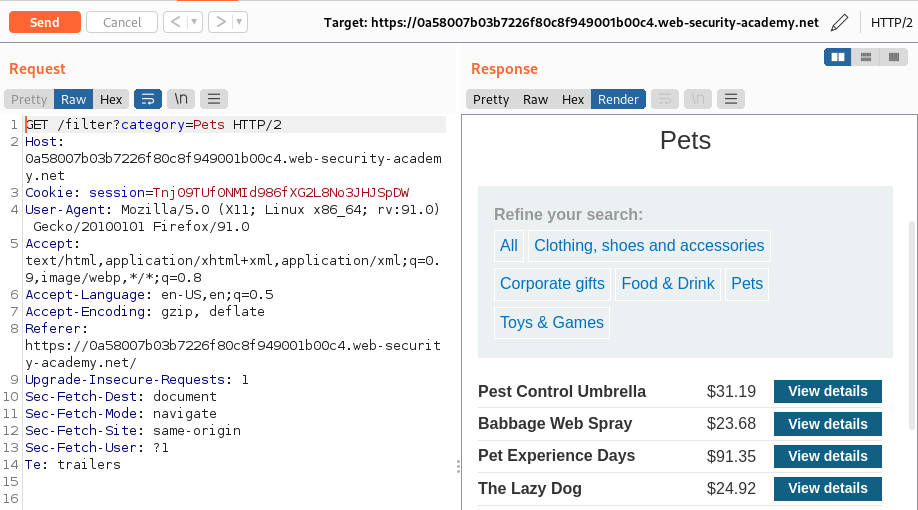 Send Cancel < > Target: https://0a58007b03b7226f80c8f949001b00c4.web-security-academy.net HTTP/2
Request
Pretty Raw Hex \n
1 GET /filter?category=Pets HTTP/2
2 Host:
0a58007b03b7226f80c8f949001b00c4.web-security-academ
y.net
3 Cookie: session=Tnj09TUf0NMId986fXG2L8No3JHJSpDW
4 User-Agent: Mozilla/5.0 (X11; Linux x86_64; rv:91.0)
Gecko/20100101 Firefox/91.0
5 Accept:
text/html,application/xhtml+xml,application/xml;q=0.
9,image/webp,*/*;q=0.8
6 Accept-Language: en-US,en;q=0.5
7 Accept-Encoding: gzip, deflate
8 Referer:
https://0a58007b03b7226f80c8f949001b00c4.web-securit
y-academy.net/
9 Upgrade-Insecure-Requests: 1
10 Sec-Fetch-Dest: document
11 Sec-Fetch-Mode: navigate
12 Sec-Fetch-Site: same-origin
13 Sec-Fetch-User: ?1
14 Te: trailers
15
16
Response
Pretty Raw Hex Render \n
Pets
Refine your search:
All Clothing, shoes and accessories
Corporate gifts Food & Drink Pets
Toys & Games
Pest Control Umbrella $31.19 View details
Babbage Web Spray $23.68 View details
Pet Experience Days $91.35 View details
The Lazy Dog $24.92 View details